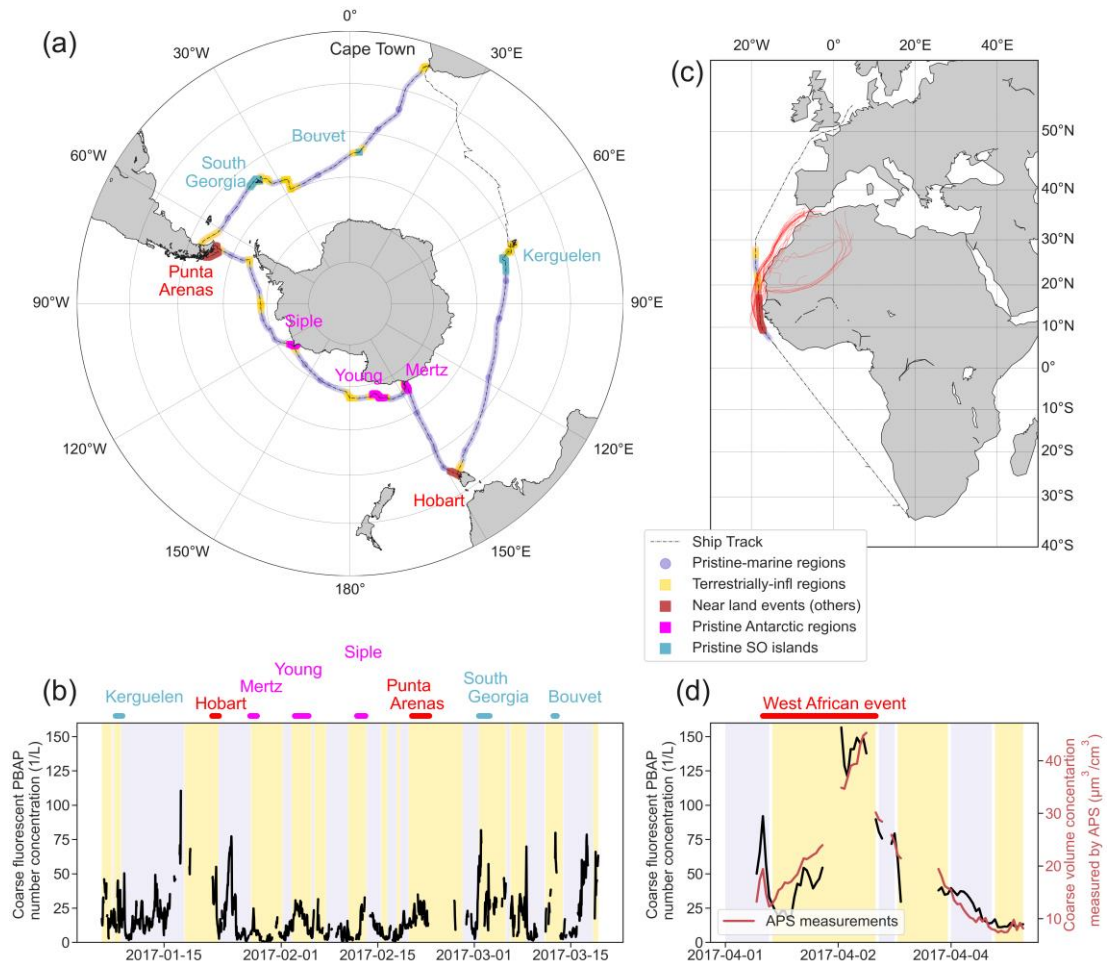 (a)
0°
30°W
Cape Town
30°E
Bouvet
60°W
South
Georgia
60°E
Kerguelen
Punta
Arenas
90°W
90°E
Siple
Young
Mertz
120°W
120°E
Hobart
150°W
150°E
180°
(c)
20°W
0°
20°E
40°E
50°N
40°N
30°N
20°N
10°N
0°
10°S
20°S
30°S
40°S
Ship Track
Pristine-marine regions
Terrestrially-infl regions
Near land events (others)
Pristine Antarctic regions
Pristine SO islands
(b)
Kerguelen
Hobart
Mertz
Young
Siple
Punta
Arenas
South
Georgia
Bouvet
Coarse fluorescent PBAP
number concentration (1/L)
150
125
100
75
50
25
0
2017-01-15
2017-02-01
2017-02-15
2017-03-01
2017-03-15
(d)
West African event
Coarse fluorescent PBAP
number concentration (1/L)
150
125
100
75
50
25
0
APS measurements
2017-04-01
2017-04-02
2017-04-04
40
30
20
10
Coarse volume concentartion
measured by APS (µm³/cm³)